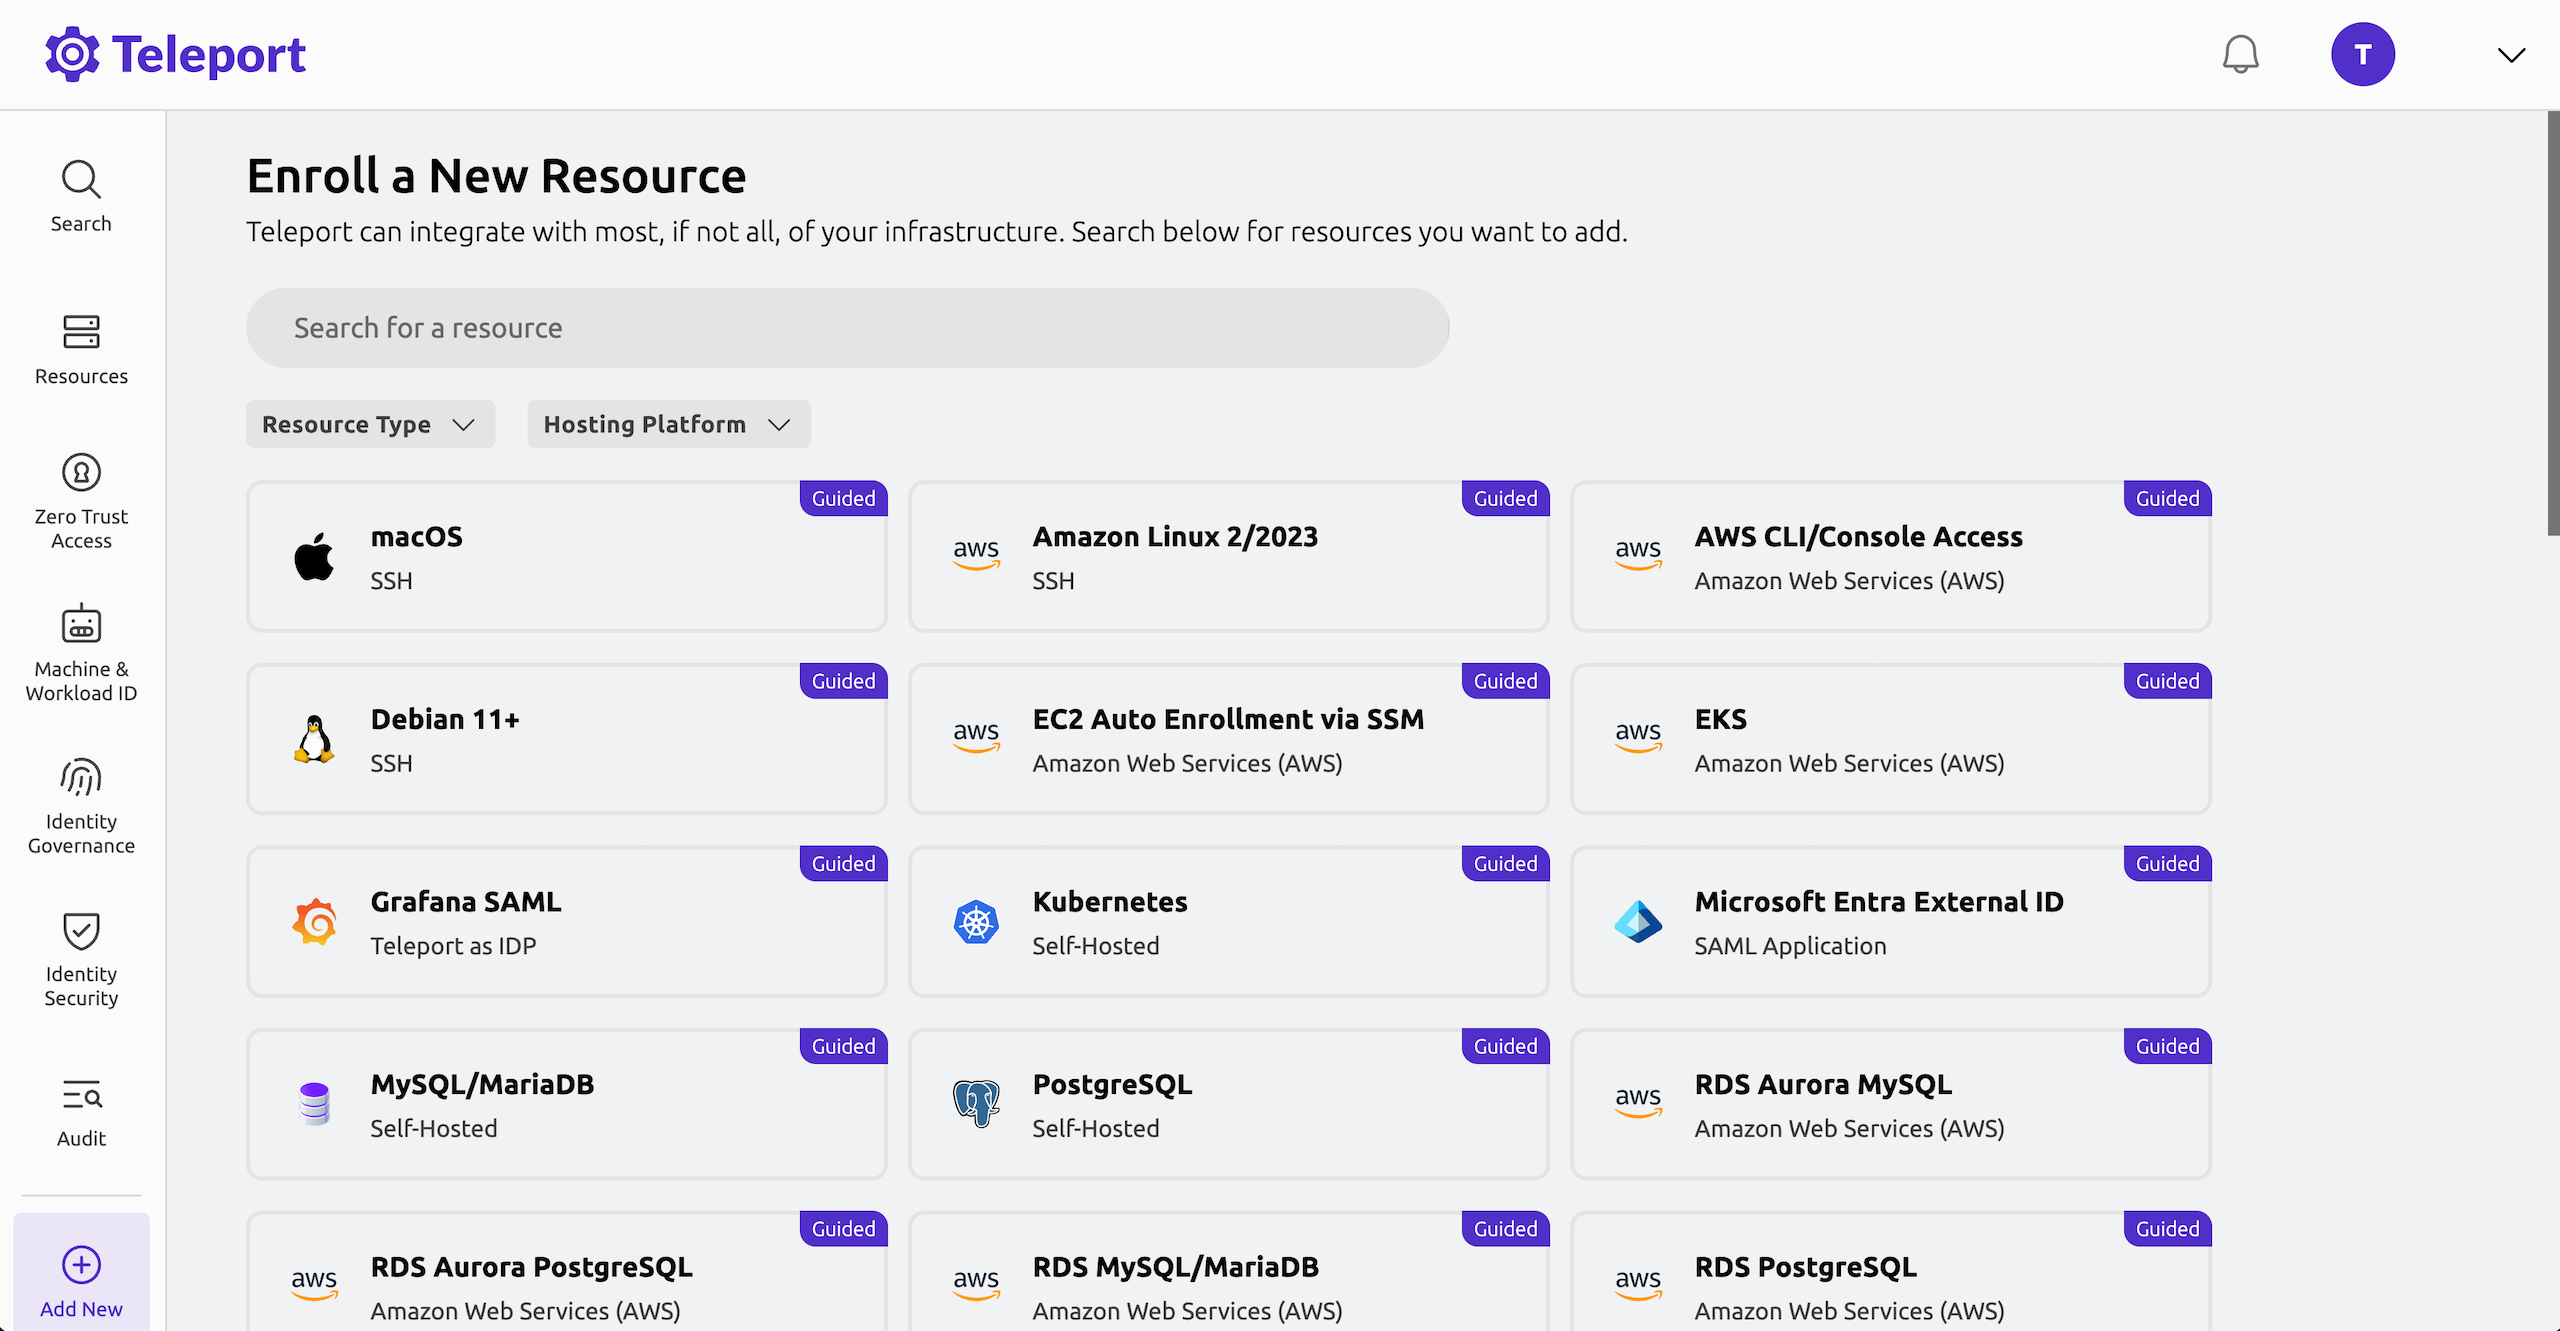 Teleport
T
Search
Resources
Zero Trust
Access
Machine &
Workload ID
Identity
Governance
Identity
Security
Audit
Add New
Enroll a New Resource
Teleport can integrate with most, if not all, of your infrastructure. Search below for resources you want to add.
Search for a resource
Resource Type
Hosting Platform
Guided
macOS
SSH
Guided
aws
Amazon Linux 2/2023
SSH
Guided
aws
AWS CLI/Console Access
Amazon Web Services (AWS)
Guided
Debian 11+
SSH
Guided
aws
EC2 Auto Enrollment via SSM
Amazon Web Services (AWS)
Guided
aws
EKS
Amazon Web Services (AWS)
Guided
Grafana SAML
Teleport as IDP
Guided
Kubernetes
Self-Hosted
Guided
Microsoft Entra External ID
SAML Application
Guided
MySQL/MariaDB
Self-Hosted
Guided
PostgreSQL
Self-Hosted
Guided
aws
RDS Aurora MySQL
Amazon Web Services (AWS)
Guided
aws
RDS Aurora PostgreSQL
Amazon Web Services (AWS)
Guided
aws
RDS MySQL/MariaDB
Amazon Web Services (AWS)
Guided
aws
RDS PostgreSQL
Amazon Web Services (AWS)